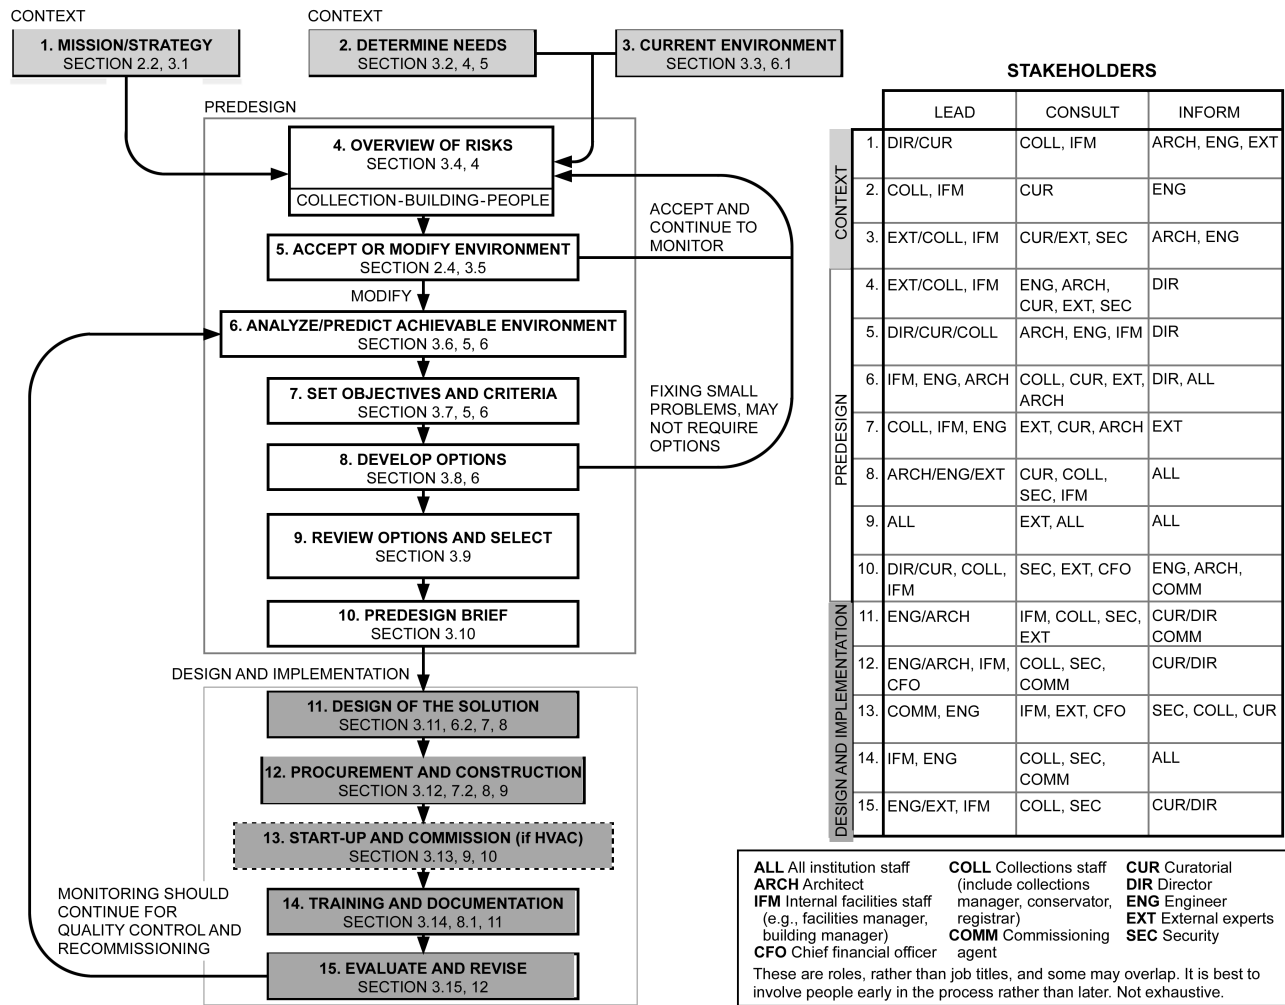 CONTEXT
1. MISSION/STRATEGY
SECTION 2.2, 3.1
CONTEXT
2. DETERMINE NEEDS
SECTION 3.2, 4, 5
3. CURRENT ENVIRONMENT
SECTION 3.3, 6.1
PREDESIGN
4. OVERVIEW OF RISKS
SECTION 3.4, 4
COLLECTION-BUILDING-PEOPLE
5. ACCEPT OR MODIFY ENVIRONMENT
SECTION 2.4, 3.5
ACCEPT AND
CONTINUE TO
MONITOR
MODIFY
6. ANALYZE/PREDICT ACHIEVABLE ENVIRONMENT
SECTION 3.6, 5, 6
7. SET OBJECTIVES AND CRITERIA
SECTION 3.7, 5, 6
FIXING SMALL
PROBLEMS, MAY
NOT REQUIRE
OPTIONS
8. DEVELOP OPTIONS
SECTION 3.8, 6
9. REVIEW OPTIONS AND SELECT
SECTION 3.9
10. PREDESIGN BRIEF
SECTION 3.10
DESIGN AND IMPLEMENTATION
11. DESIGN OF THE SOLUTION
SECTION 3.11, 6.2, 7, 8
12. PROCUREMENT AND CONSTRUCTION
SECTION 3.12, 7.2, 8, 9
13. START-UP AND COMMISSION (if HVAC)
SECTION 3.13, 9, 10
14. TRAINING AND DOCUMENTATION
SECTION 3.14, 8.1, 11
15. EVALUATE AND REVISE
SECTION 3.15, 12
MONITORING SHOULD
CONTINUE FOR
QUALITY CONTROL AND
RECOMMISSIONING
STAKEHOLDERS
LEAD CONSULT INFORM
CONTEXT
1. DIR/CUR COLL, IFM ARCH, ENG, EXT
2. COLL, IFM CUR ENG
3. EXT/COLL, IFM CUR/EXT, SEC ARCH, ENG
PREDESIGN
4. EXT/COLL, IFM ENG, ARCH, DIR
CUR, EXT, SEC
5. DIR/CUR/COLL ARCH, ENG, IFM DIR
6. IFM, ENG, ARCH COLL, CUR, EXT, DIR, ALL
ARCH
7. COLL, IFM, ENG EXT, CUR, ARCH EXT
8. ARCH/ENG/EXT CUR, COLL, ALL
SEC, IFM
9. ALL EXT, ALL ALL
10. DIR/CUR, COLL, SEC, EXT, CFO ENG, ARCH,
IFM COMM
DESIGN AND IMPLEMENTATION
11. ENG/ARCH IFM, COLL, SEC, CUR/DIR
EXT COMM
12. ENG/ARCH, IFM, COLL, SEC, CUR/DIR
CFO COMM
13. COMM, ENG IFM, EXT, CFO SEC, COLL, CUR
14. IFM, ENG COLL, SEC, ALL
COMM
15. ENG/EXT, IFM COLL, SEC CUR/DIR
ALL All institution staff
ARCH Architect
IFM Internal facilities staff
(e.g., facilities manager,
building manager)
CFO Chief financial officer
COLL Collections staff
(include collections
manager, conservator,
registrar)
COMM Commissioning
agent
CUR Curatorial
DIR Director
ENG Engineer
EXT External experts
SEC Security
These are roles, rather than job titles, and some may overlap. It is best to
involve people early in the process rather than later. Not exhaustive.